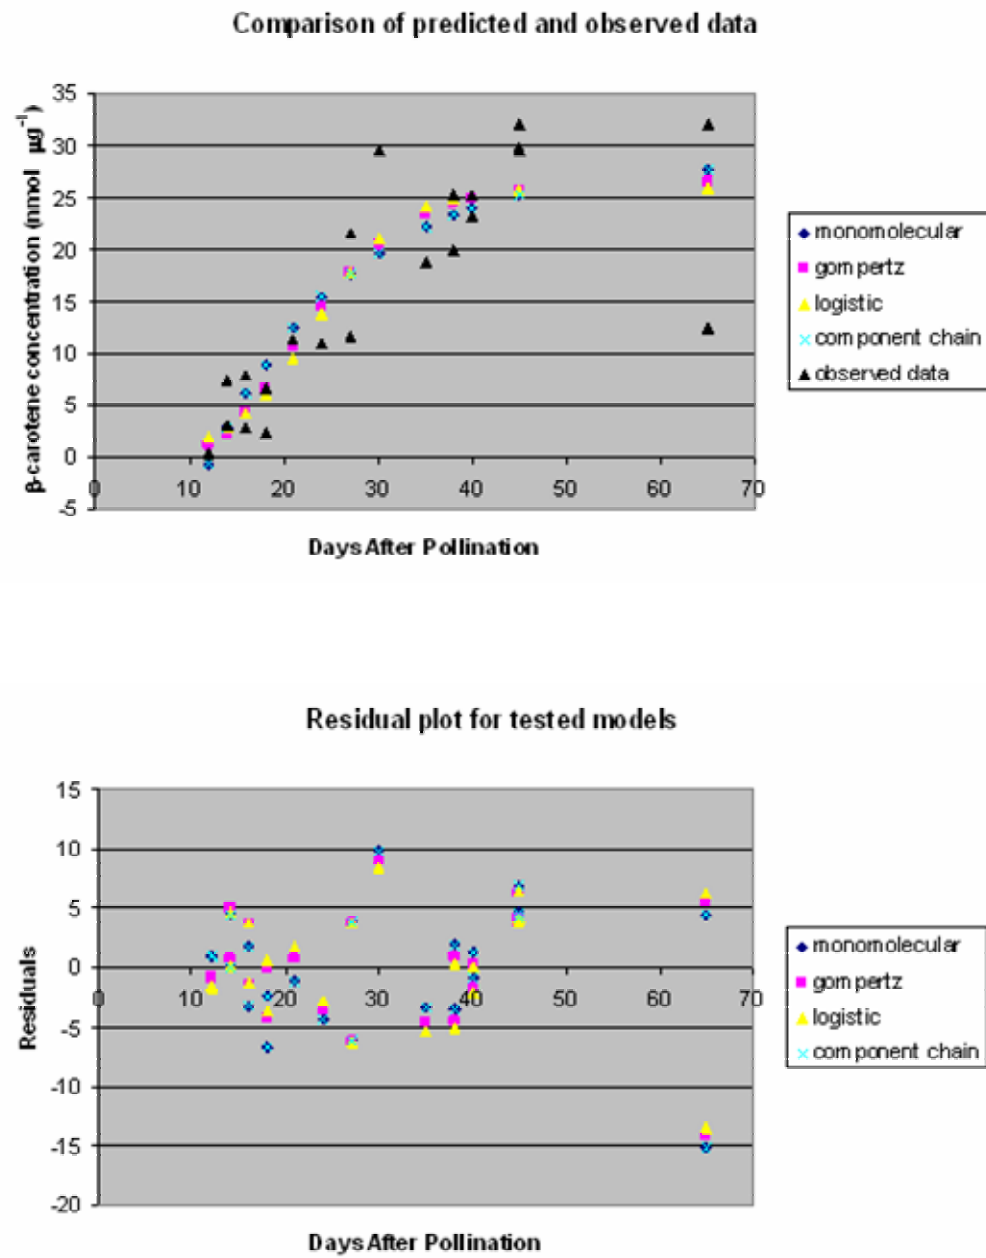 Comparison of predicted and observed data
35
30
25
20
15
10
5
0
-5
β-carotene concentration (nmol µg⁻¹)
0 10 20 30 40 50 60 70
Days After Pollination
monomolecular
gompertz
logistic
component chain
observed data
Residual plot for tested models
15
10
5
0
-5
-10
-15
-20
Residuals
0 10 20 30 40 50 60 70
Days After Pollination
monomolecular
gompertz
logistic
component chain